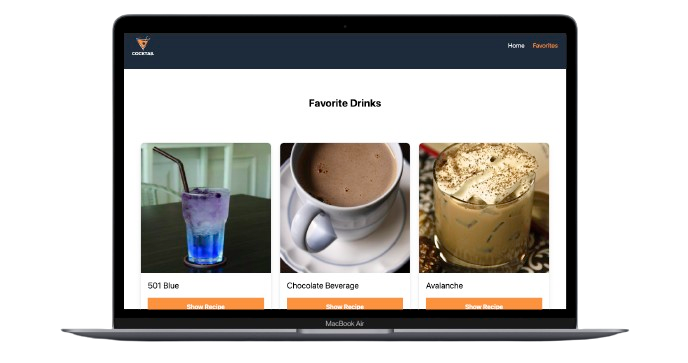 COCKTAIL
Home Favorites
Favorite Drinks
501 Blue
Chocolate Beverage
Avalanche
Show Recipe
Show Recipe
Show Recipe
MacBook Air